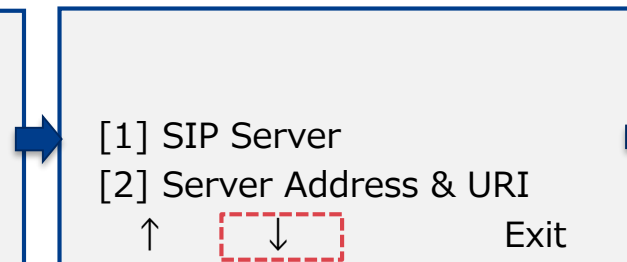 [1] SIP Server
[2] Server Address & URI
↑ ↓ Exit